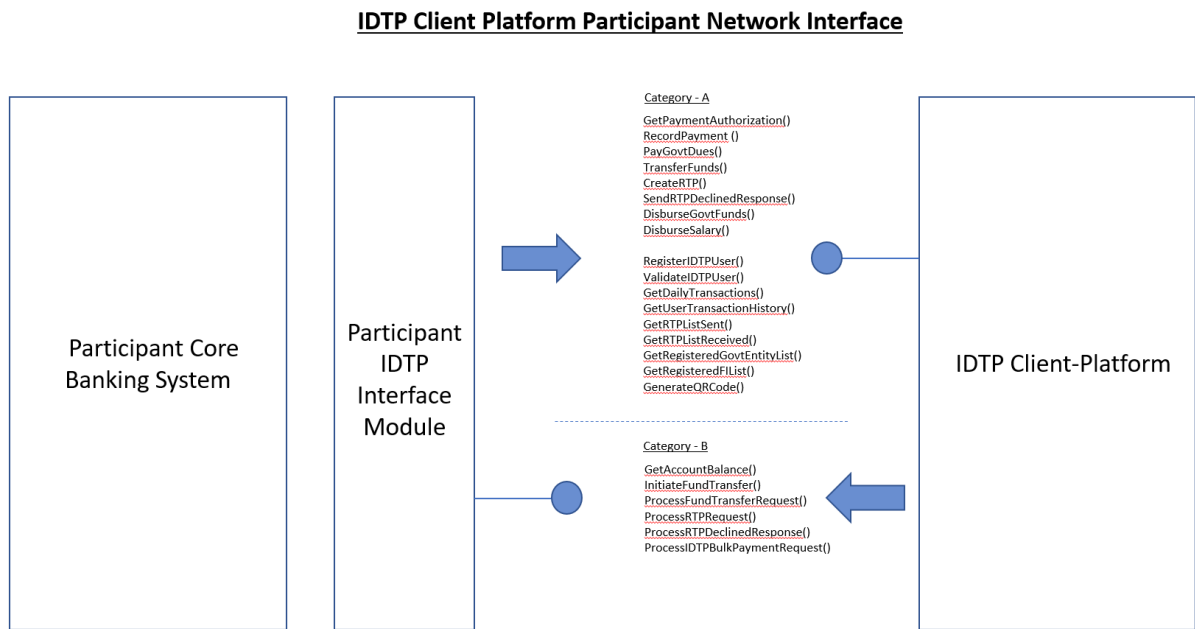 IDTP Client Platform Participant Network Interface
Participant Core
Banking System
Participant
IDTP
Interface
Module
Category - A
GetPaymentAuthorization()
RecordPayment ()
PayGovtDues()
TransferFunds()
CreateRTP()
SendRTPDeclinedResponse()
DisburseGovtFunds()
DisburseSalary()
RegisterIDTPUser()
ValidateIDTPUser()
GetDailyTransactions()
GetUserTransactionHistory()
GetRTPListSent()
GetRTPListReceived()
GetRegisteredGovtEntityList()
GetRegisteredFIList()
GenerateQRCode()
Category - B
GetAccountBalance()
InitiateFundTransfer()
ProcessFundTransferRequest()
ProcessRTPRequest()
ProcessRTPDeclinedResponse()
ProcessIDTPBulkPaymentRequest()
IDTP Client-Platform